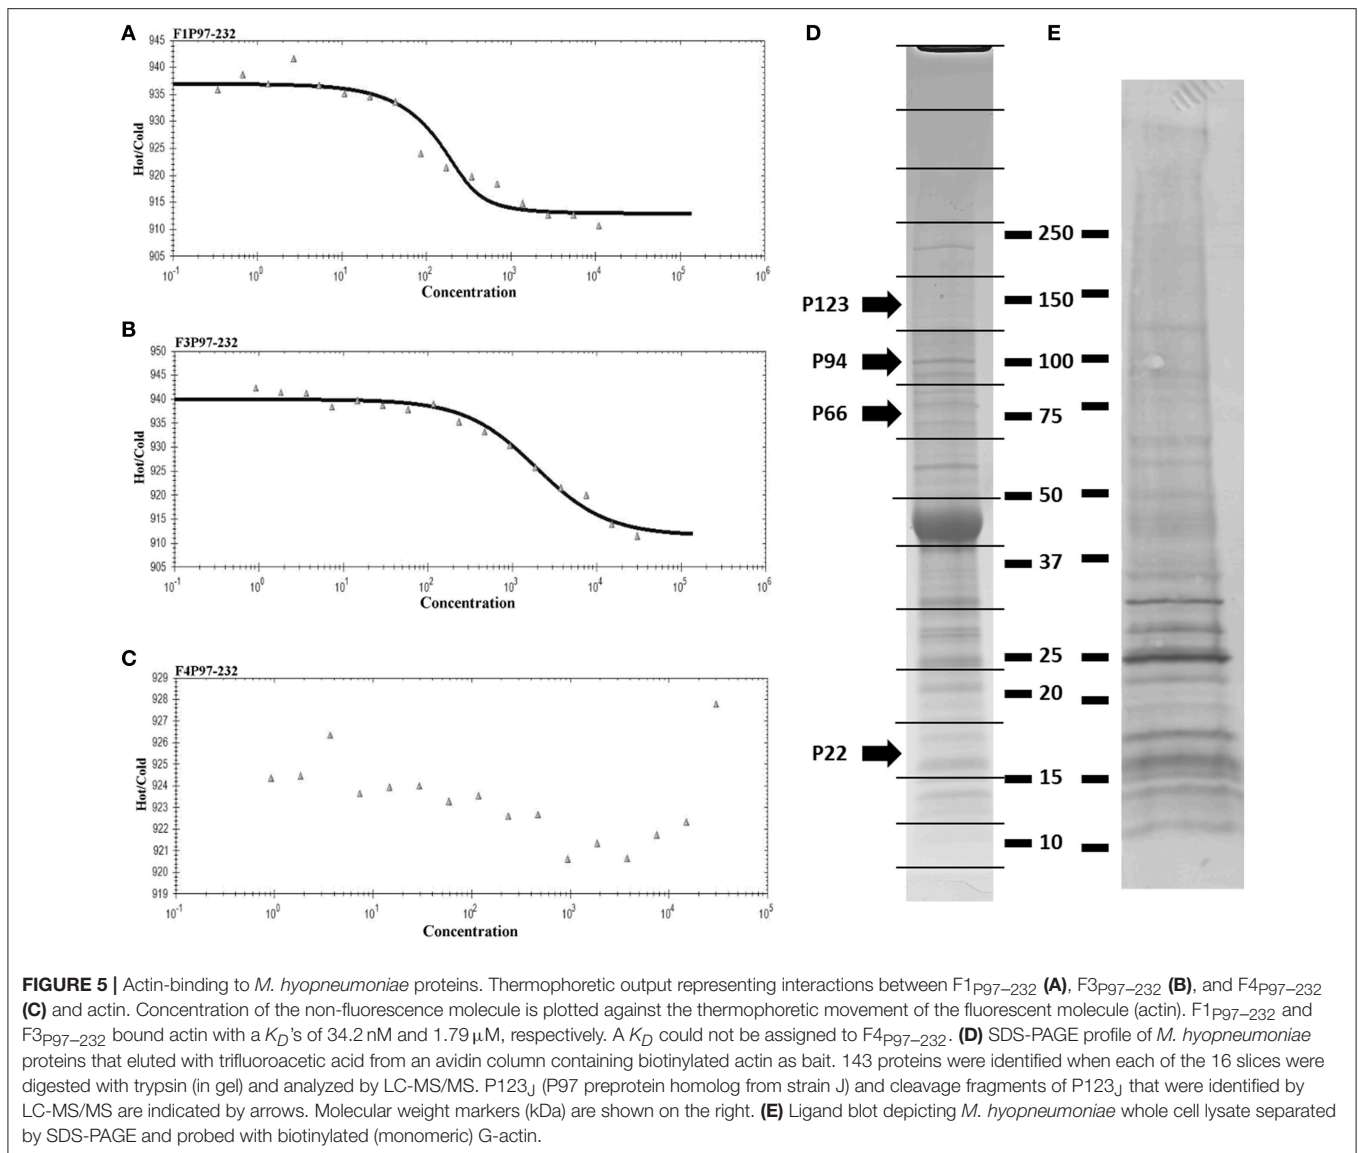 A
F1P97-232
945
940
935
930
925
920
915
910
905
Hot/Cold
10-1 100 101 102 103 104 105 106
Concentration
B
F3P97-232
950
945
940
935
930
925
920
915
910
905
Hot/Cold
10-1 100 101 102 103 104 105 106
Concentration
C
F4P97-232
929
928
927
926
925
924
923
922
921
920
919
Hot/Cold
10-1 100 101 102 103 104 105
Concentration
D
P123
P94
P66
P22
250
150
100
75
50
37
25
20
15
10
E
FIGURE 5 | Actin-binding to M. hyopneumoniae proteins. Thermophoretic output representing interactions between F1P97–232 (A), F3P97–232 (B), and F4P97–232
(C) and actin. Concentration of the non-fluorescence molecule is plotted against the thermophoretic movement of the fluorescent molecule (actin). F1P97–232 and
F3P97–232 bound actin with a KD's of 34.2 nM and 1.79 μM, respectively. A KD could not be assigned to F4P97–232. (D) SDS-PAGE profile of M. hyopneumoniae
proteins that eluted with trifluoroacetic acid from an avidin column containing biotinylated actin as bait. 143 proteins were identified when each of the 16 slices were
digested with trypsin (in gel) and analyzed by LC-MS/MS. P123J (P97 preprotein homolog from strain J) and cleavage fragments of P123J that were identified by
LC-MS/MS are indicated by arrows. Molecular weight markers (kDa) are shown on the right. (E) Ligand blot depicting M. hyopneumoniae whole cell lysate separated
by SDS-PAGE and probed with biotinylated (monomeric) G-actin.